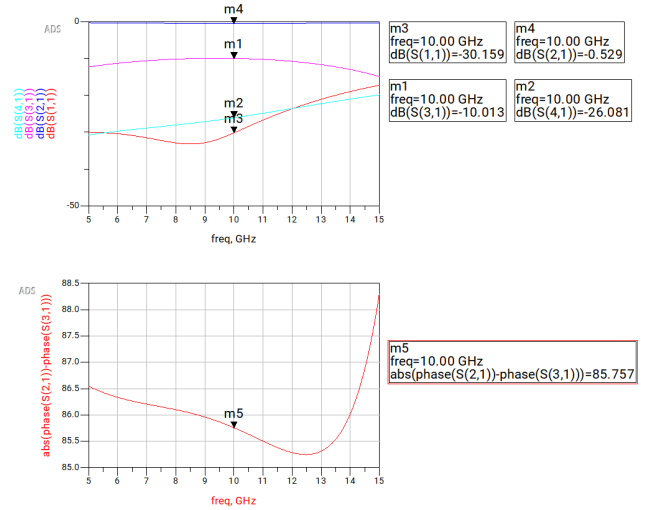 ADS
dB(S(4,1))
dB(S(3,1))
dB(S(2,1))
dB(S(1,1))
0
-50
m4
m1
m2
m3
5 6 7 8 9 10 11 12 13 14 15
freq, GHz
m3
freq=10.00 GHz
dB(S(1,1))=-30.159
m4
freq=10.00 GHz
dB(S(2,1))=-0.529
m1
freq=10.00 GHz
dB(S(3,1))=-10.013
m2
freq=10.00 GHz
dB(S(4,1))=-26.081
ADS
abs(phase(S(2,1))-phase(S(3,1)))
88.5
88.0
87.5
87.0
86.5
86.0
85.5
85.0
m5
5 6 7 8 9 10 11 12 13 14 15
freq, GHz
m5
freq=10.00 GHz
abs(phase(S(2,1))-phase(S(3,1)))=85.757